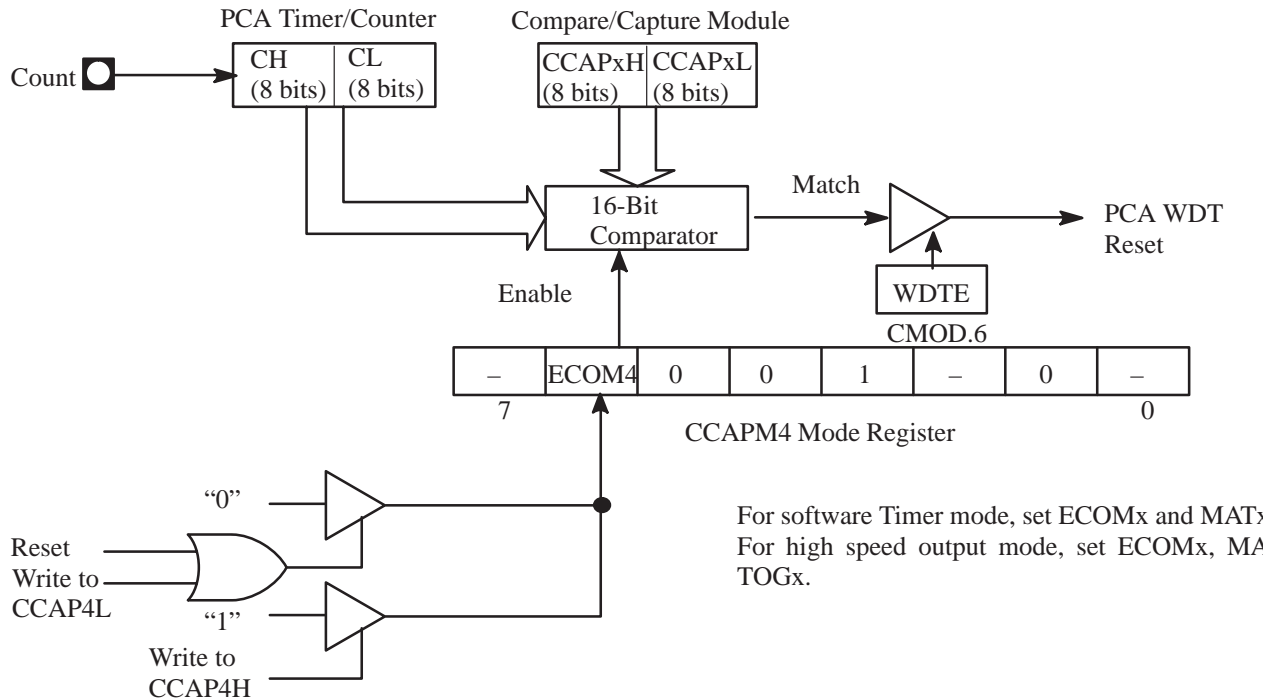 PCA Timer/Counter
Compare/Capture Module
Count
CH
(8 bits)
CL
(8 bits)
CCAPxH
(8 bits)
CCAPxL
(8 bits)
16-Bit
Comparator
Match
PCA WDT
Reset
WDTE
CMOD.6
Enable
– ECOM4 0 0 1 – 0 –
7 0
CCAPM4 Mode Register
“0”
Reset
Write to
CCAP4L
“1”
Write to
CCAP4H
For software Timer mode, set ECOMx and MATx
For high speed output mode, set ECOMx, MA
TOGx.